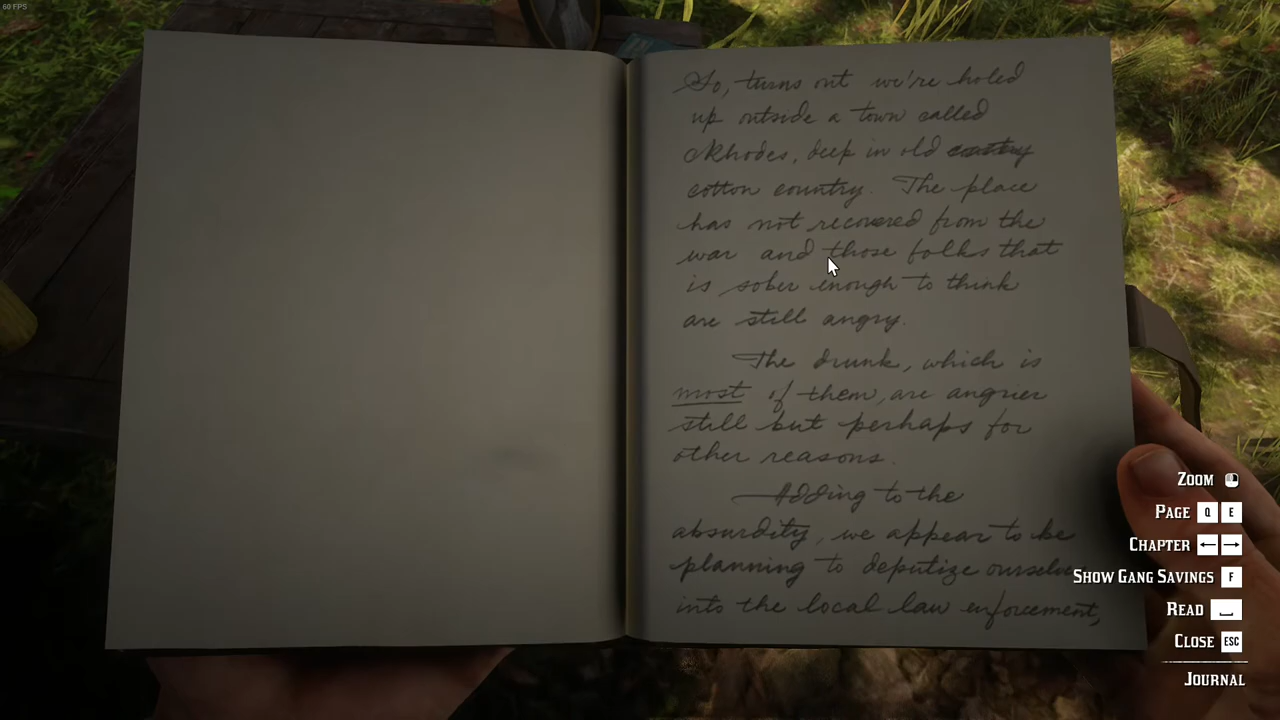 60 FPS
So, turns out we're holed
up outside a town called
Rhodes, deep in old
cotton country. The place
has not recovered from the
war and those folks that
is sober enough to think
are still angry.
The drunk, which is
most of them, are angrier
still but perhaps for
other reasons.
Adding to the
absurdity, we appear to be
planning to deputize ourselves
into the local law enforcement,
ZOOM
PAGE Q E
CHAPTER ← →
SHOW GANG SAVINGS F
READ
CLOSE ESC
JOURNAL